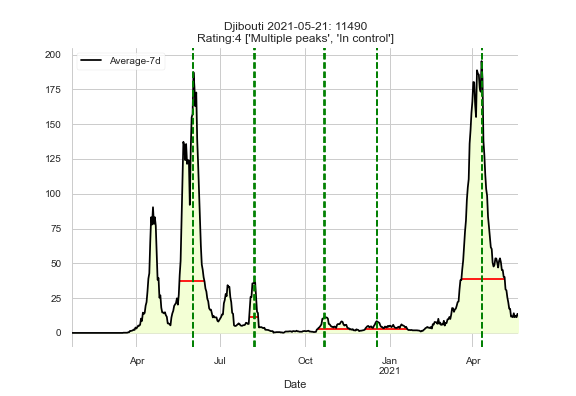 Djibouti 2021-05-21: 11490
Rating:4 ['Multiple peaks', 'In control']
Average-7d
200
175
150
125
100
75
50
25
0
Apr
Jul
Oct
Jan
2021
Apr
Date